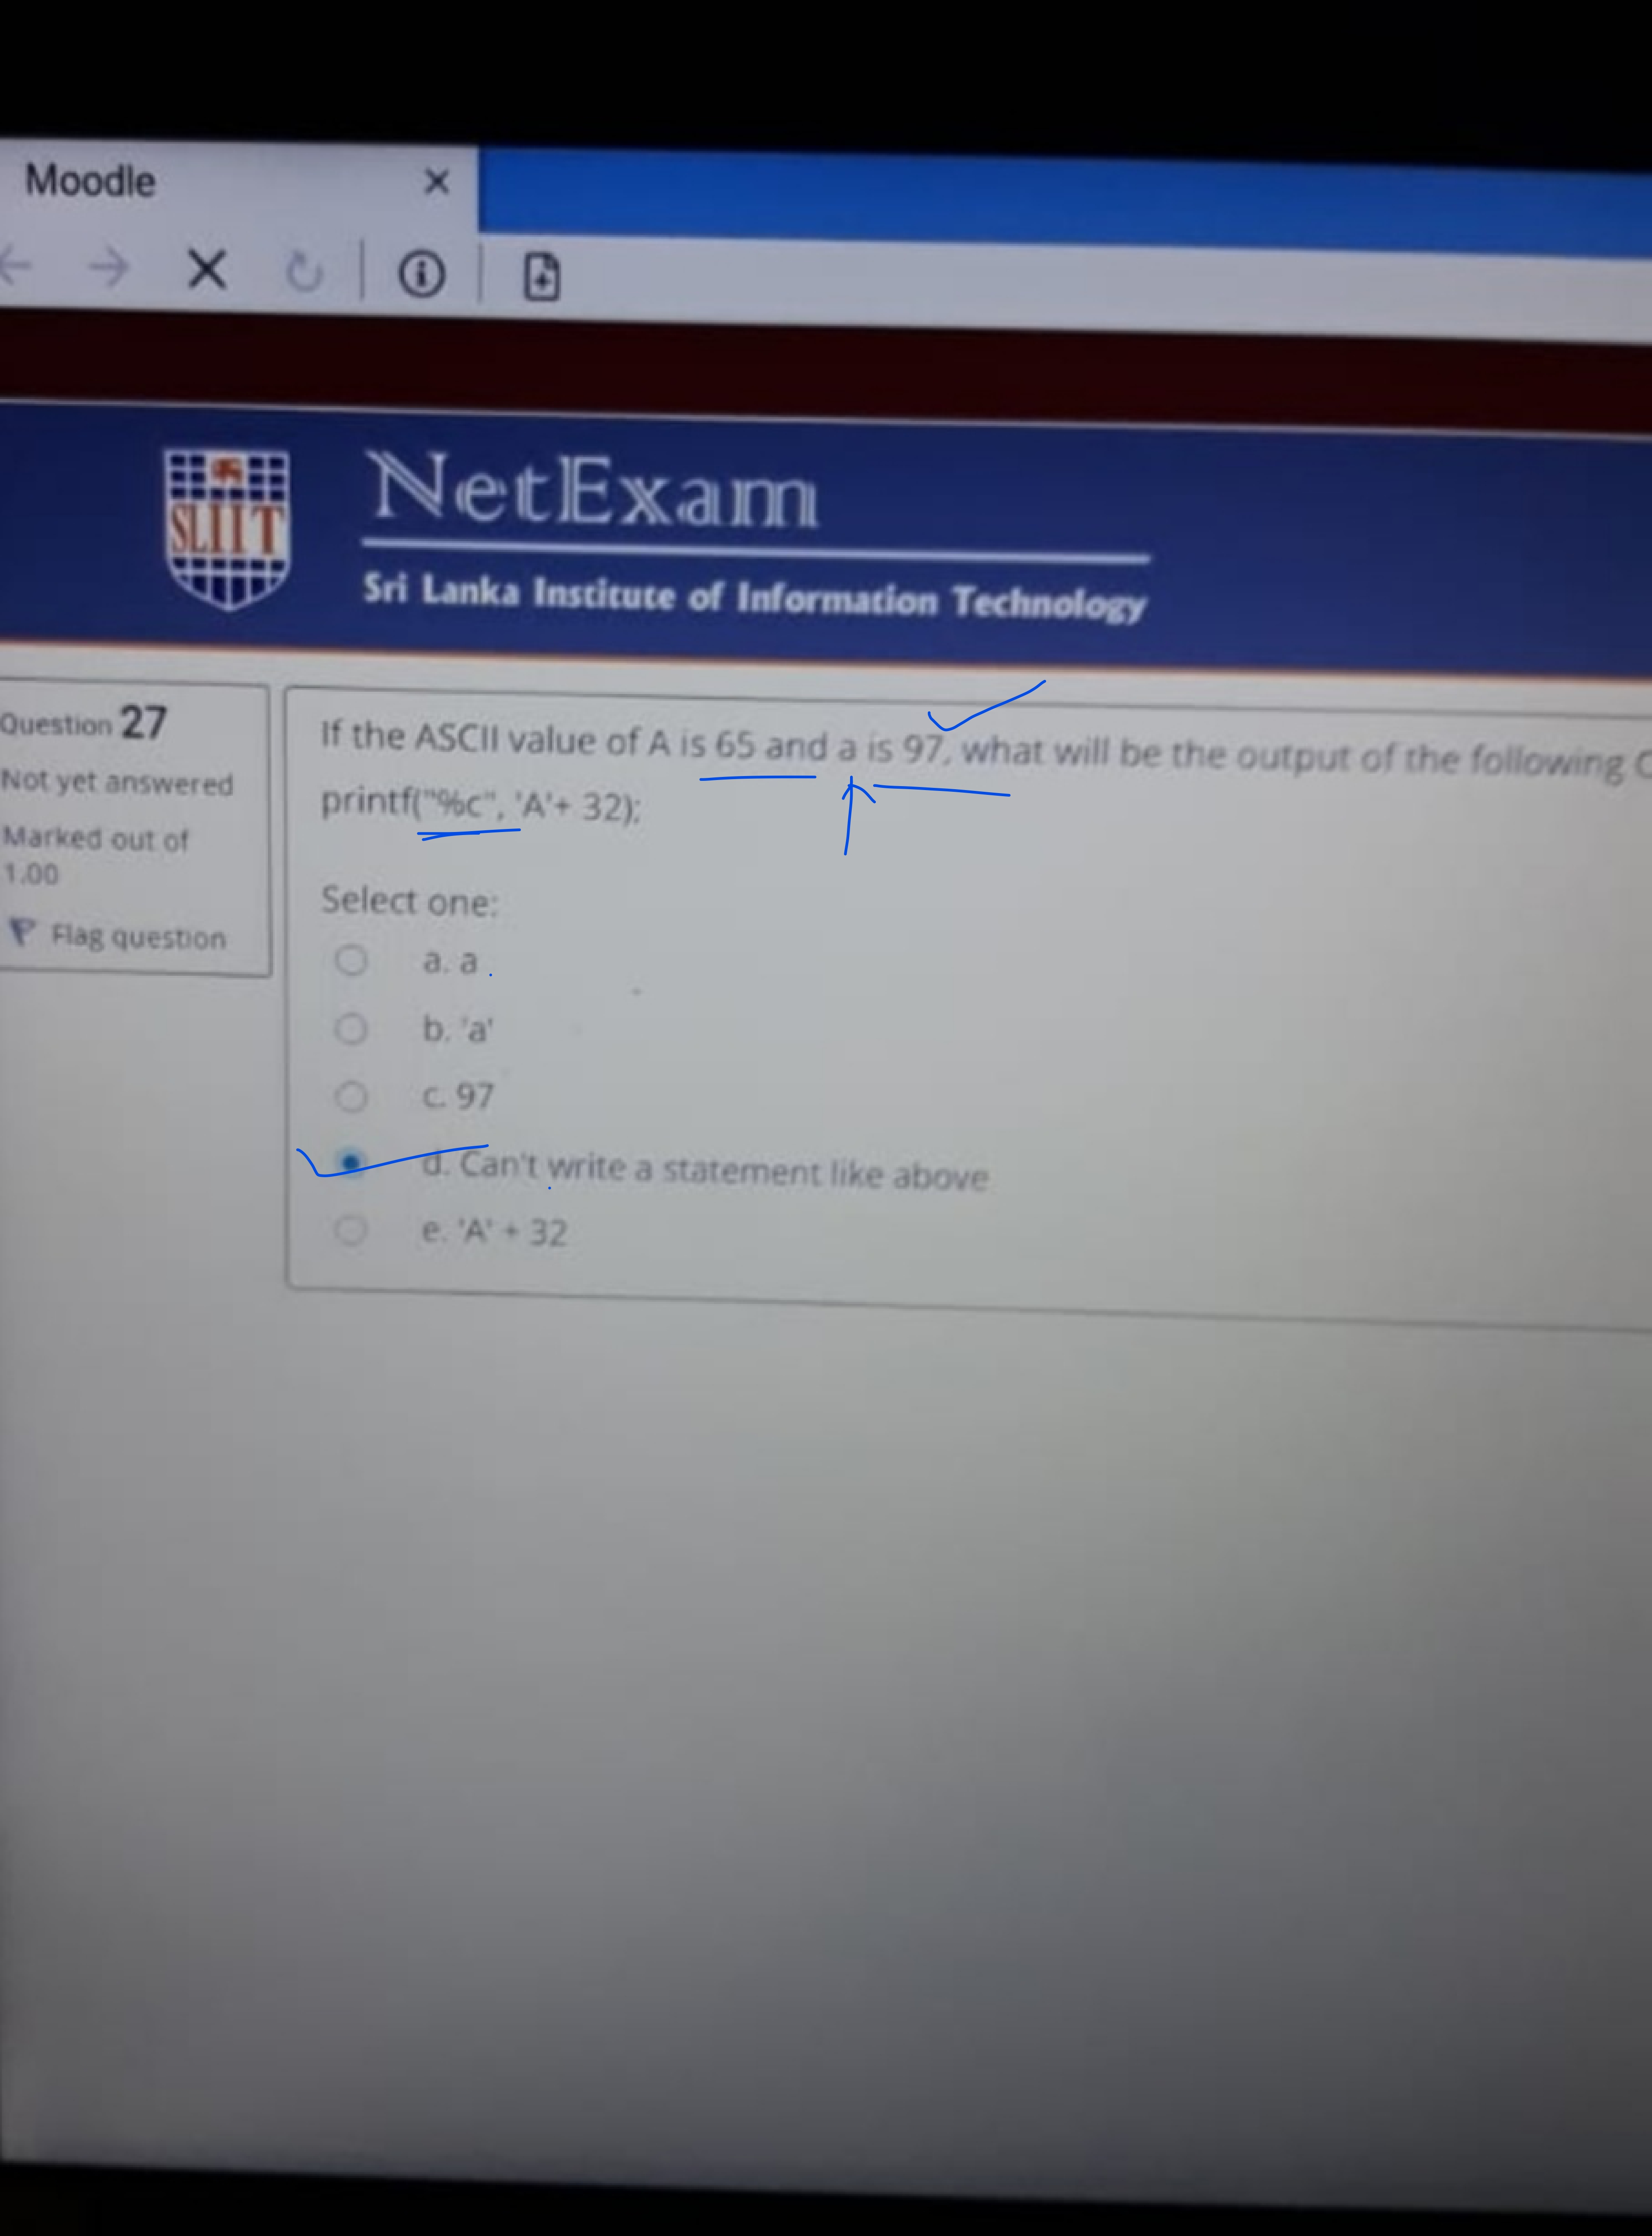 Moodle
SLIIT
NetExam
Sri Lanka Institute of Information Technology
Question 27
Not yet answered
Marked out of
1.00
Flag question
If the ASCII value of A is 65 and a is 97, what will be the output of the following C
printf("%c", 'A'+ 32);
Select one:
a. a
b. 'a'
c. 97
d. Can't write a statement like above
e. 'A' + 32